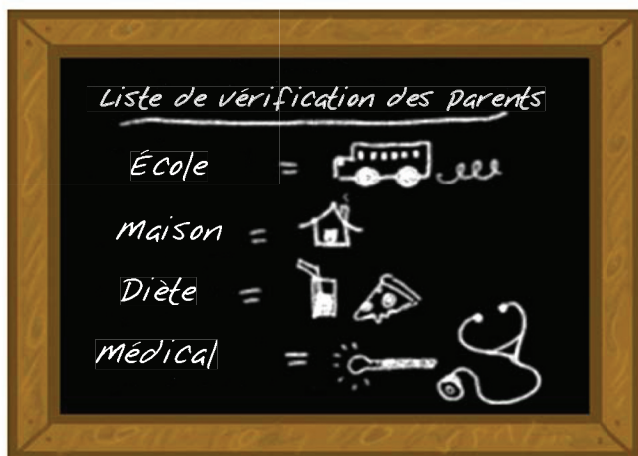 Liste de vérification des Parents
École =
maison =
Diète =
médical =